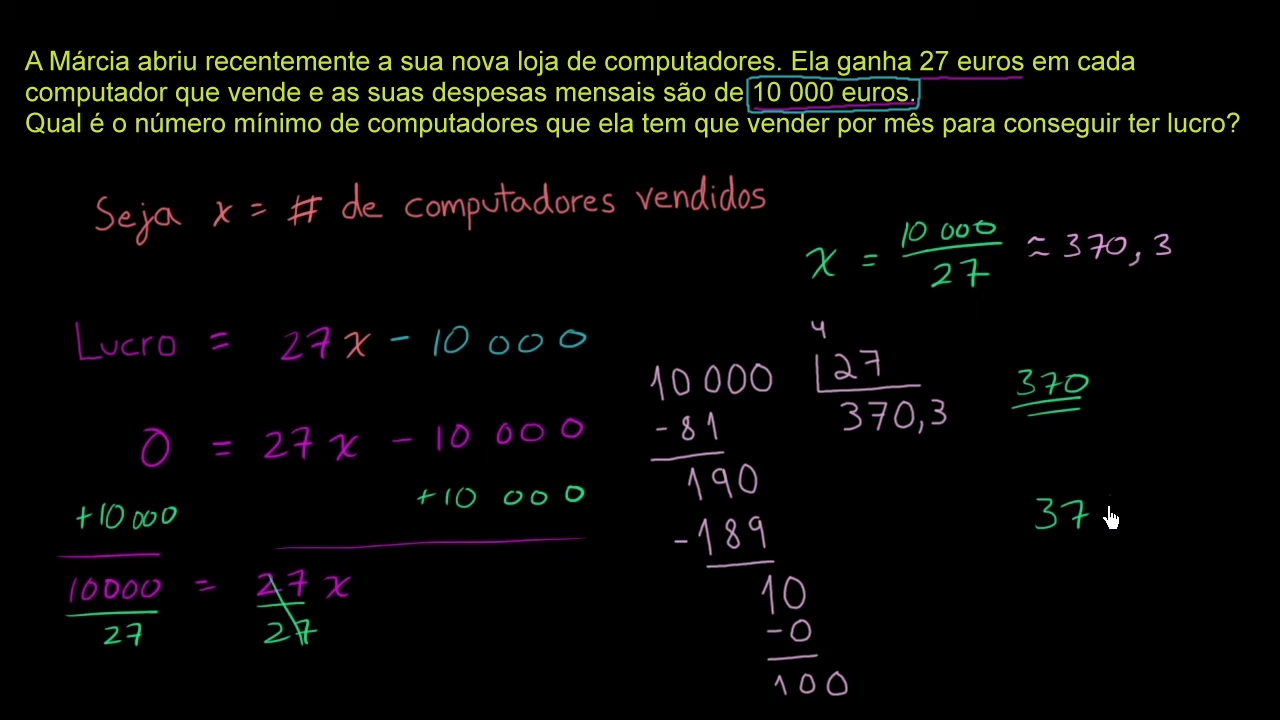 A Márcia abriu recentemente a sua nova loja de computadores. Ela ganha 27 euros em cada
computador que vende e as suas despesas mensais são de 10 000 euros.
Qual é o número mínimo de computadores que ela tem que vender por mês para conseguir ter lucro?
Seja x = # de computadores vendidos
x = 10 000 / 27 ≈ 370,3
Lucro = 27x - 10 000
0 = 27x - 10 000
+10 000 +10 000
10000 = 27 x
27 27
4
10 000 27
370,3
- 81
190
- 189
10
- 0
100
370
37